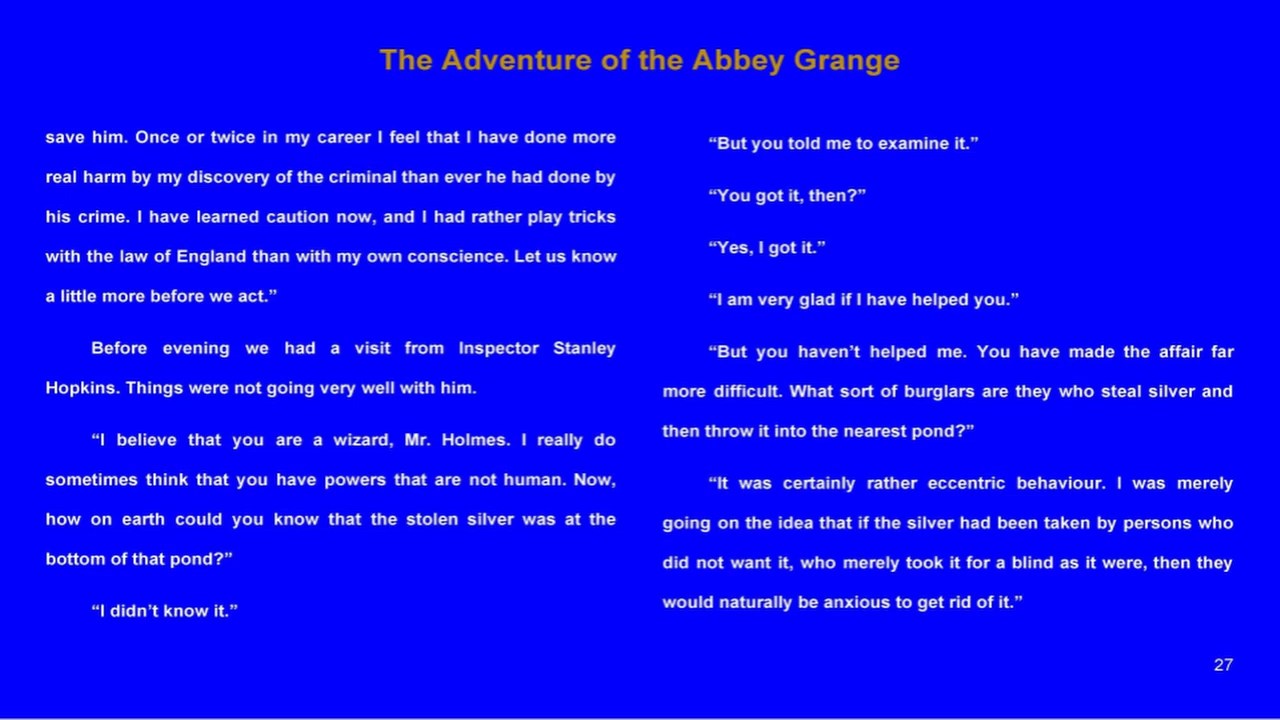 The Adventure of the Abbey Grange
save him. Once or twice in my career I feel that I have done more
real harm by my discovery of the criminal than ever he had done by
his crime. I have learned caution now, and I had rather play tricks
with the law of England than with my own conscience. Let us know
a little more before we act.”
Before evening we had a visit from Inspector Stanley
Hopkins. Things were not going very well with him.
“I believe that you are a wizard, Mr. Holmes. I really do
sometimes think that you have powers that are not human. Now,
how on earth could you know that the stolen silver was at the
bottom of that pond?”
“I didn’t know it.”
“But you told me to examine it.”
“You got it, then?”
“Yes, I got it.”
“I am very glad if I have helped you.”
“But you haven’t helped me. You have made the affair far
more difficult. What sort of burglars are they who steal silver and
then throw it into the nearest pond?”
“It was certainly rather eccentric behaviour. I was merely
going on the idea that if the silver had been taken by persons who
did not want it, who merely took it for a blind as it were, then they
would naturally be anxious to get rid of it.”
27